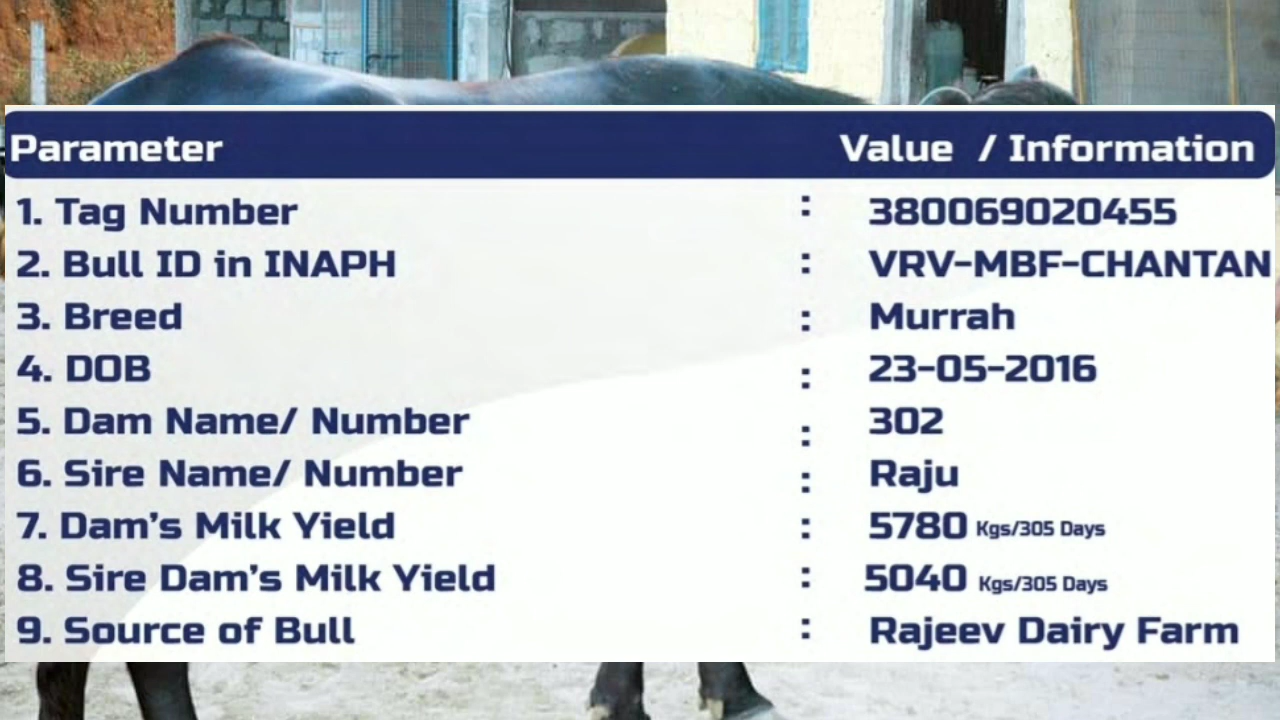 Parameter Value / Information
1. Tag Number : 380069020455
2. Bull ID in INAPH : VRV-MBF-CHANTAN
3. Breed : Murrah
4. DOB : 23-05-2016
5. Dam Name/ Number : 302
6. Sire Name/ Number : Raju
7. Dam's Milk Yield : 5780 Kgs/305 Days
8. Sire Dam's Milk Yield : 5040 Kgs/305 Days
9. Source of Bull : Rajeev Dairy Farm